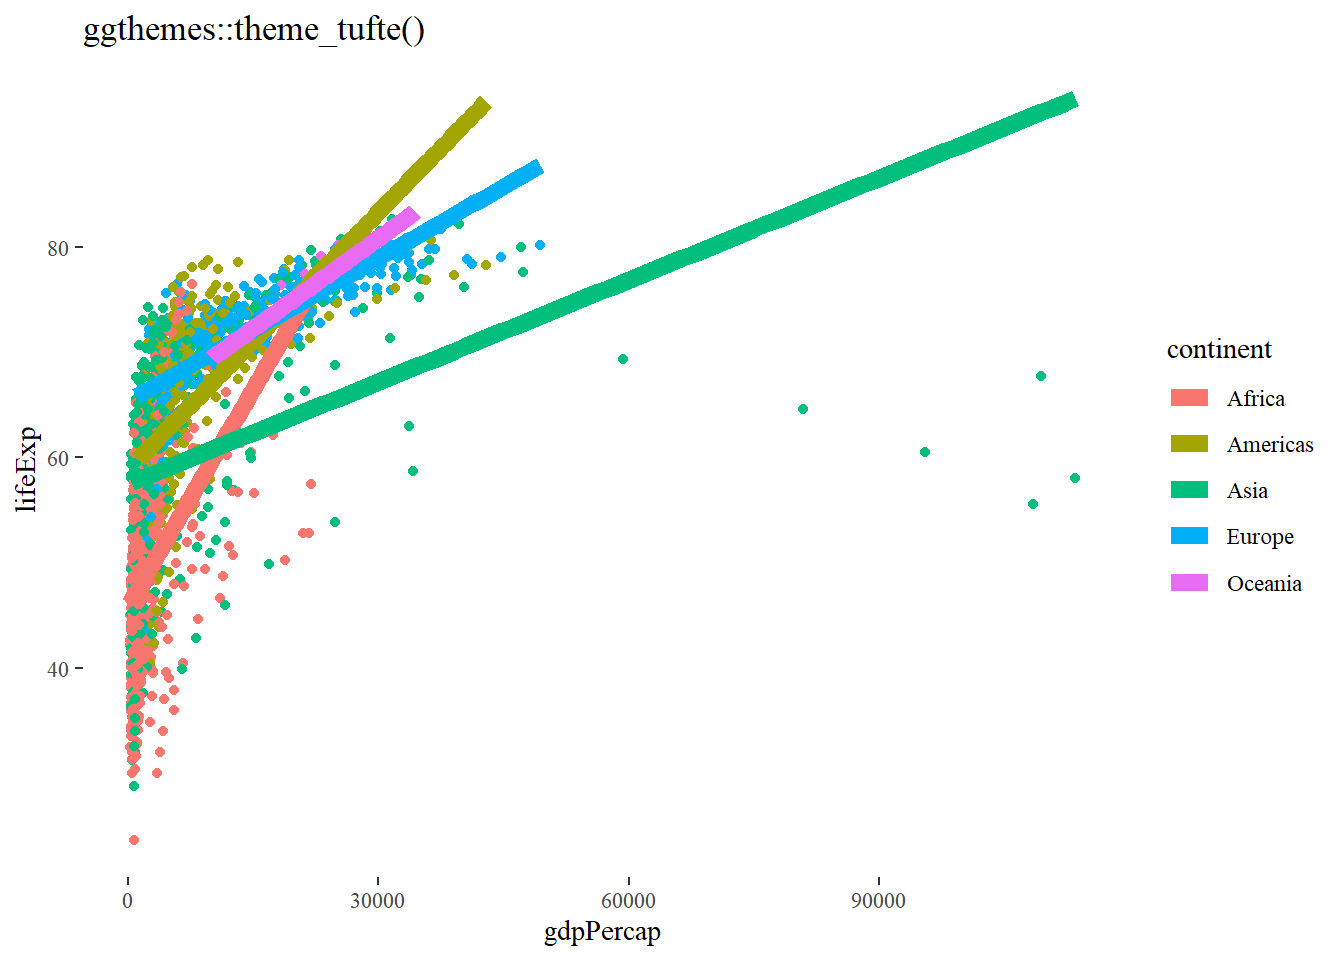 ggthemes::theme_tufte()
lifeExp
80
60
40
0 30000 60000 90000
gdpPercap
continent
Africa
Americas
Asia
Europe
Oceania